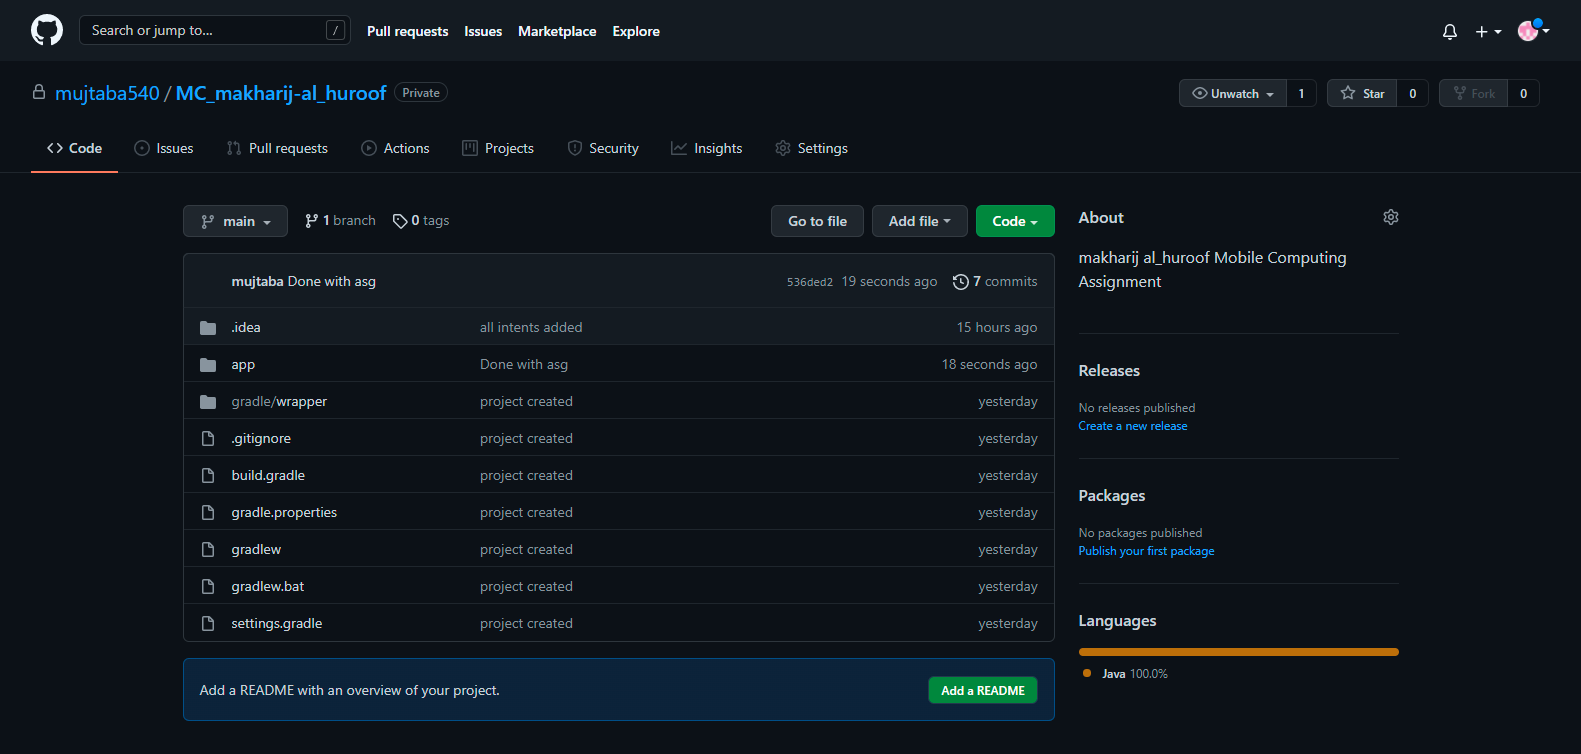 Search or jump to... /
Pull requests Issues Marketplace Explore
mujtaba540 / MC_makharij-al_huroof Private
Unwatch 1 Star 0 Fork 0
Code Issues Pull requests Actions Projects Security Insights Settings
main 1 branch 0 tags Go to file Add file Code
mujtaba Done with asg 536ded2 19 seconds ago 7 commits
.idea all intents added 15 hours ago
app Done with asg 18 seconds ago
gradle/wrapper project created yesterday
.gitignore project created yesterday
build.gradle project created yesterday
gradle.properties project created yesterday
gradlew project created yesterday
gradlew.bat project created yesterday
settings.gradle project created yesterday
Add a README with an overview of your project. Add a README
About
makharij al_huroof Mobile Computing
Assignment
Releases
No releases published
Create a new release
Packages
No packages published
Publish your first package
Languages
Java 100.0%